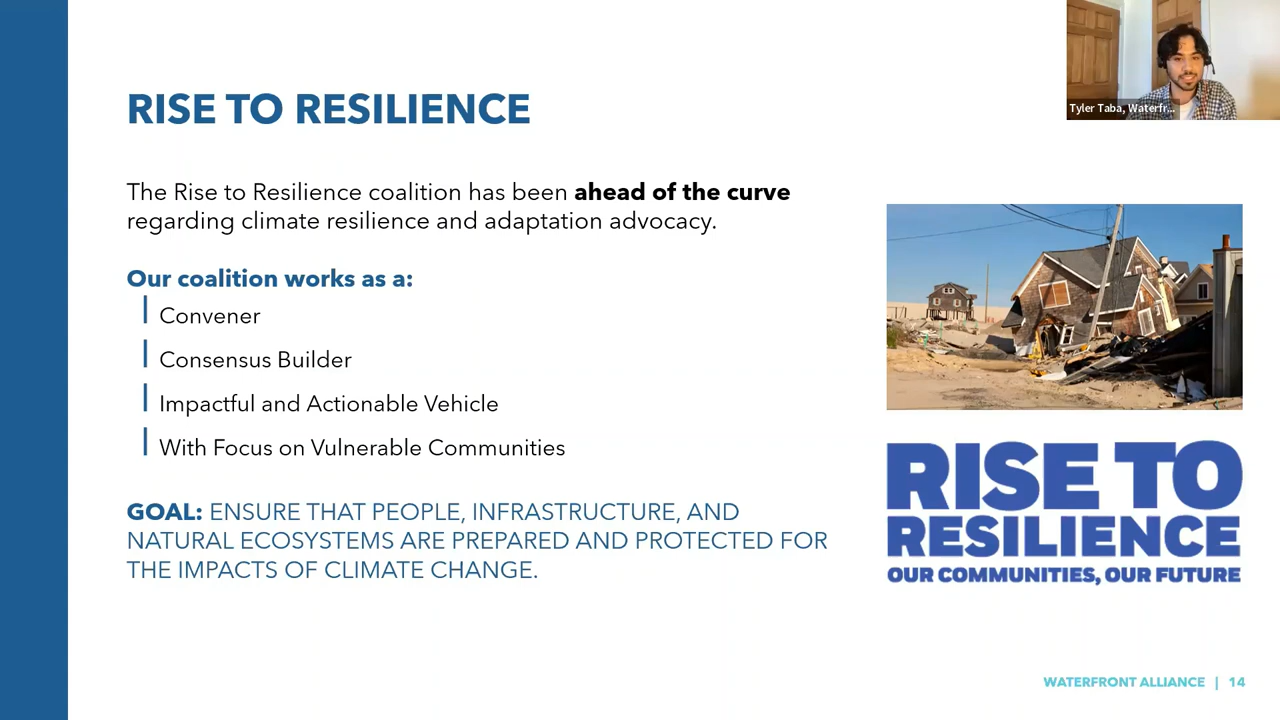 Tyler Taba, Waterfr...
RISE TO RESILIENCE
The Rise to Resilience coalition has been ahead of the curve
regarding climate resilience and adaptation advocacy.
Our coalition works as a:
Convener
Consensus Builder
Impactful and Actionable Vehicle
With Focus on Vulnerable Communities
GOAL: ENSURE THAT PEOPLE, INFRASTRUCTURE, AND
NATURAL ECOSYSTEMS ARE PREPARED AND PROTECTED FOR
THE IMPACTS OF CLIMATE CHANGE.
RISE TO
RESILIENCE
OUR COMMUNITIES, OUR FUTURE
WATERFRONT ALLIANCE | 14